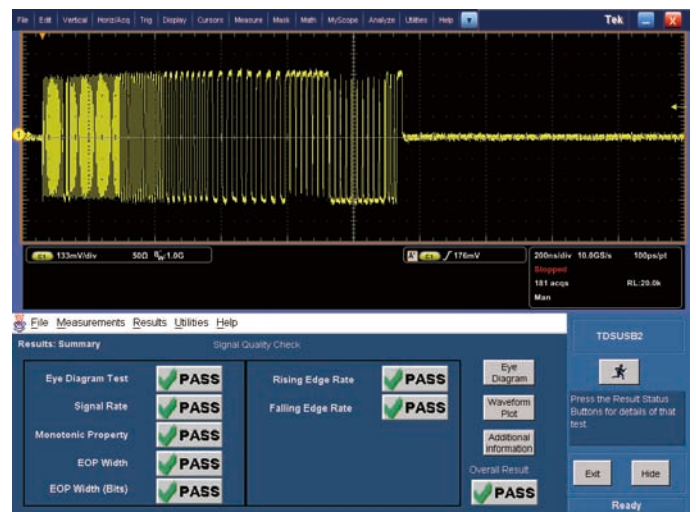 File Edit Vertical Horiz/Acq Trig Display Cursors Measure Mask Math MyScope Analyze Utilities Help Tek X
1
C1 133mV/div 50Ω BW:1.0G
A' C1 176mV
200ns/div 10.0GS/s 100ps/pt
Stopped
181 acqs RL:20.0k
Man
File Measurements Results Utilities Help
Results: Summary Signal Quality Check
TDSUSB2
Eye Diagram Test PASS
Signal Rate PASS
Monotonic Property PASS
EOP Width PASS
EOP Width (Bits) PASS
Rising Edge Rate PASS
Falling Edge Rate PASS
Eye Diagram
Waveform Plot
Additional Information
Overall Result
PASS
Press the Result Status
Buttons for details of that
test.
Exit Hide
Ready